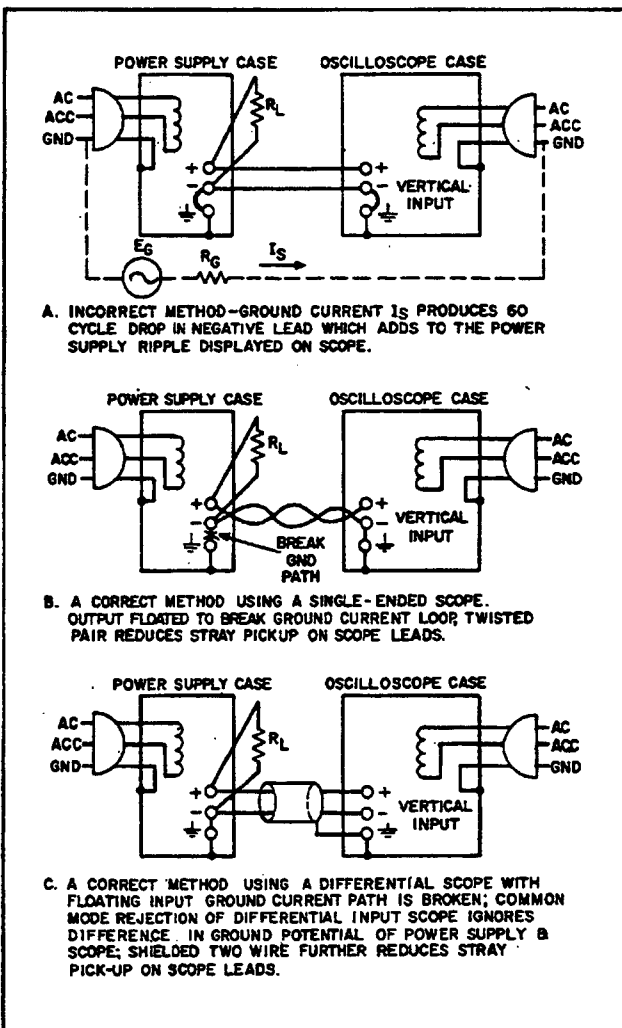 POWER SUPPLY CASE OSCILLOSCOPE CASE
AC
ACC
GND
RL
+
-
+
-
VERTICAL
INPUT
AC
ACC
GND
EG
RG
IS
A. INCORRECT METHOD-GROUND CURRENT IS PRODUCES 60
CYCLE DROP IN NEGATIVE LEAD WHICH ADDS TO THE POWER
SUPPLY RIPPLE DISPLAYED ON SCOPE.
POWER SUPPLY CASE OSCILLOSCOPE CASE
AC
ACC
GND
RL
+
-
BREAK
GND
PATH
+
-
VERTICAL
INPUT
AC
ACC
GND
B. A CORRECT METHOD USING A SINGLE-ENDED SCOPE.
OUTPUT FLOATED TO BREAK GROUND CURRENT LOOP, TWISTED
PAIR REDUCES STRAY PICKUP ON SCOPE LEADS.
POWER SUPPLY CASE OSCILLOSCOPE CASE
AC
ACC
GND
RL
+
-
+
-
VERTICAL
INPUT
AC
ACC
GND
C. A CORRECT METHOD USING A DIFFERENTIAL SCOPE WITH
FLOATING INPUT GROUND CURRENT PATH IS BROKEN; COMMON
MODE REJECTION OF DIFFERENTIAL INPUT SCOPE IGNORES
DIFFERENCE IN GROUND POTENTIAL OF POWER SUPPLY &
SCOPE; SHIELDED TWO WIRE FURTHER REDUCES STRAY
PICK-UP ON SCOPE LEADS.